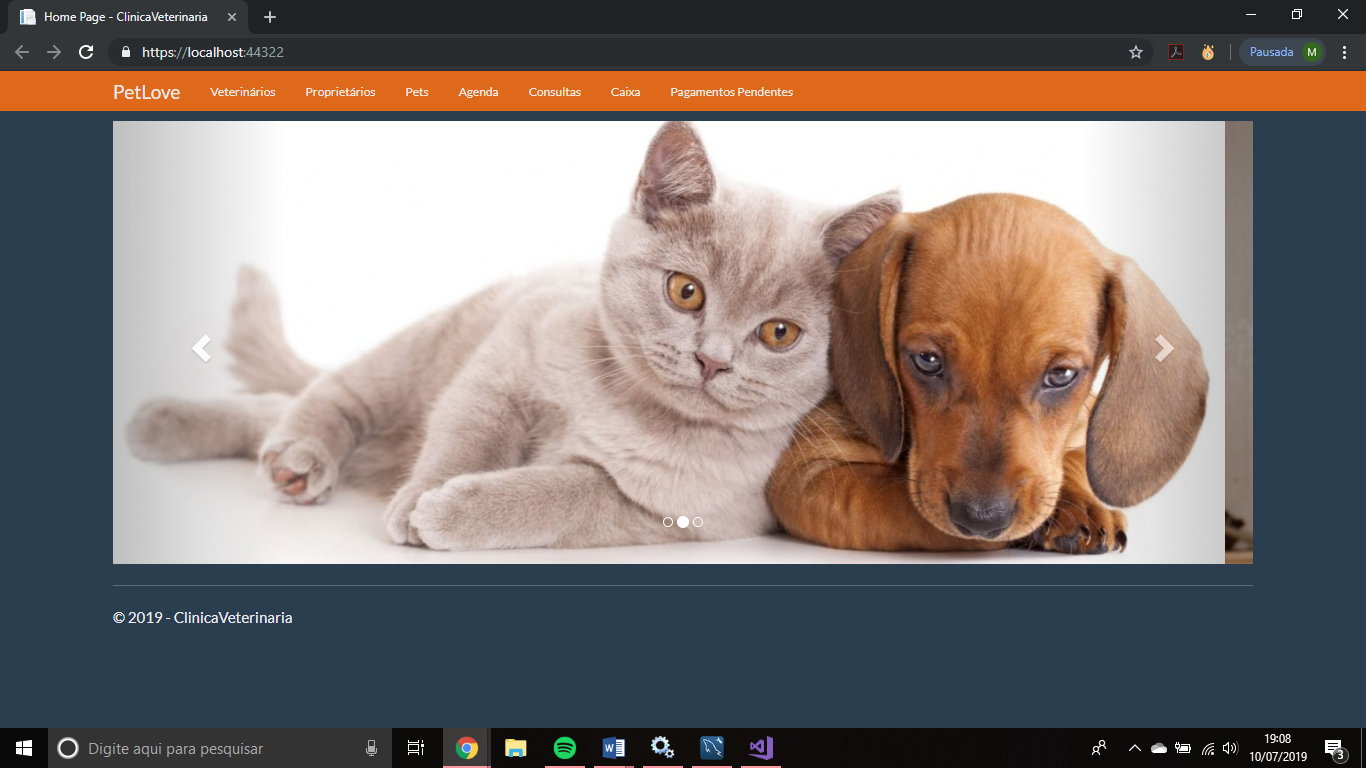 Home Page - ClinicaVeterinaria
https://localhost:44322
Pausada M
PetLove Veterinários Proprietários Pets Agenda Consultas Caixa Pagamentos Pendentes
© 2019 - ClinicaVeterinaria
Digite aqui para pesquisar
19:08
10/07/2019
3